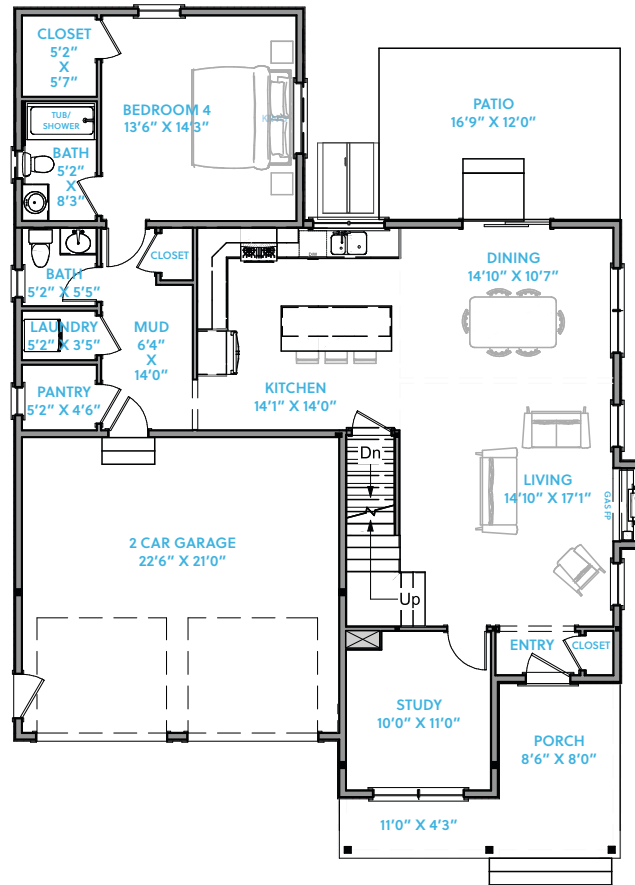 CLOSET
5'2"
X
5'7"
BEDROOM 4
13'6" X 14'3"
TUB/
SHOWER
BATH
5'2"
X
8'3"
PATIO
16'9" X 12'0"
CLOSET
DINING
14'10" X 10'7"
BATH
5'2" X 5'5"
LAUNDRY
5'2" X 3'5"
MUD
6'4"
X
14'0"
PANTRY
5'2" X 4'6"
KITCHEN
14'1" X 14'0"
Dn
LIVING
14'10" X 17'1"
GAS FP
2 CAR GARAGE
22'6" X 21'0"
Up
ENTRY
CLOSET
STUDY
10'0" X 11'0"
PORCH
8'6" X 8'0"
11'0" X 4'3"